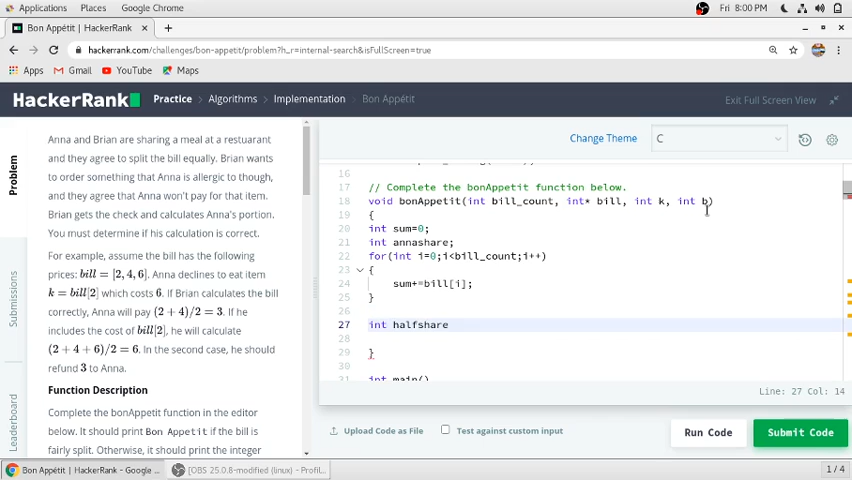 Applications Places Fri 8:00 PM
Bon Appétit | HackerRank
hackerrank.com/challenges/bon-appetit/problem?h_r=internal-search&isFullScreen=true
Apps Gmail YouTube Maps
HackerRank Practice Algorithms Implementation Bon Appétit Exit Full Screen View
Problem
Submissions
Leaderboard
Anna and Brian are sharing a meal at a restuarant
and they agree to split the bill equally. Brian wants
to order something that Anna is allergic to though,
and they agree that Anna won't pay for that item.
Brian gets the check and calculates Anna's portion.
You must determine if his calculation is correct.
For example, assume the bill has the following
prices: bill = [2, 4, 6]. Anna declines to eat item
k = bill[2] which costs 6. If Brian calculates the bill
correctly, Anna will pay (2 + 4)/2 = 3. If he
includes the cost of bill[2], he will calculate
(2 + 4 + 6)/2 = 6. In the second case, he should
refund 3 to Anna.
Function Description
Complete the bonAppetit function in the editor
below. It should print Bon Appetit if the bill is
fairly split. Otherwise, it should print the integer
Change Theme C
16
17 // Complete the bonAppetit function below.
18 void bonAppetit(int bill_count, int* bill, int k, int b)
19 {
20 int sum=0;
21 int annashare;
22 for(int i=0;i<bill_count;i++)
23 {
24 sum+=bill[i];
25 }
26
27 int halfshare
28
29 }
30
31 int main()
Line: 27 Col: 14
Upload Code as File Test against custom input Run Code Submit Code
Bon Appétit | HackerRank - Google ... [OBS 25.0.8-modified (linux) - Profil... 1 / 4